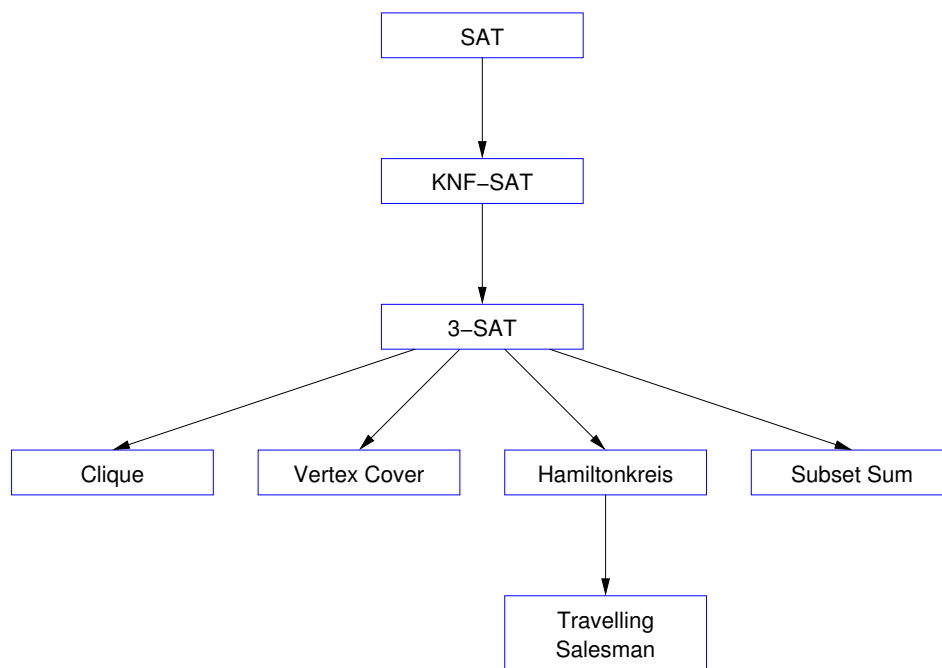 SAT
KNF−SAT
3−SAT
Clique
Vertex Cover
Hamiltonkreis
Subset Sum
Travelling
Salesman